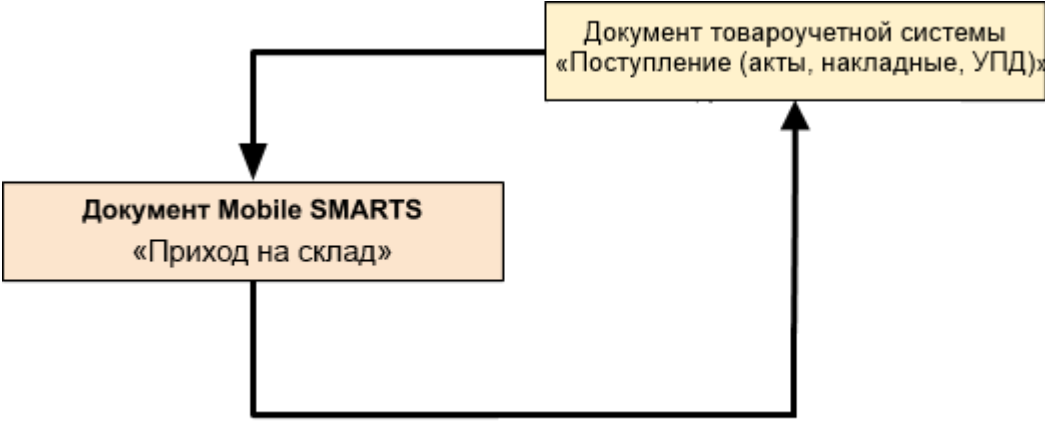 Документ товароучетной системы
«Поступление (акты, накладные, УПД)»
Документ Mobile SMARTS
«Приход на склад»